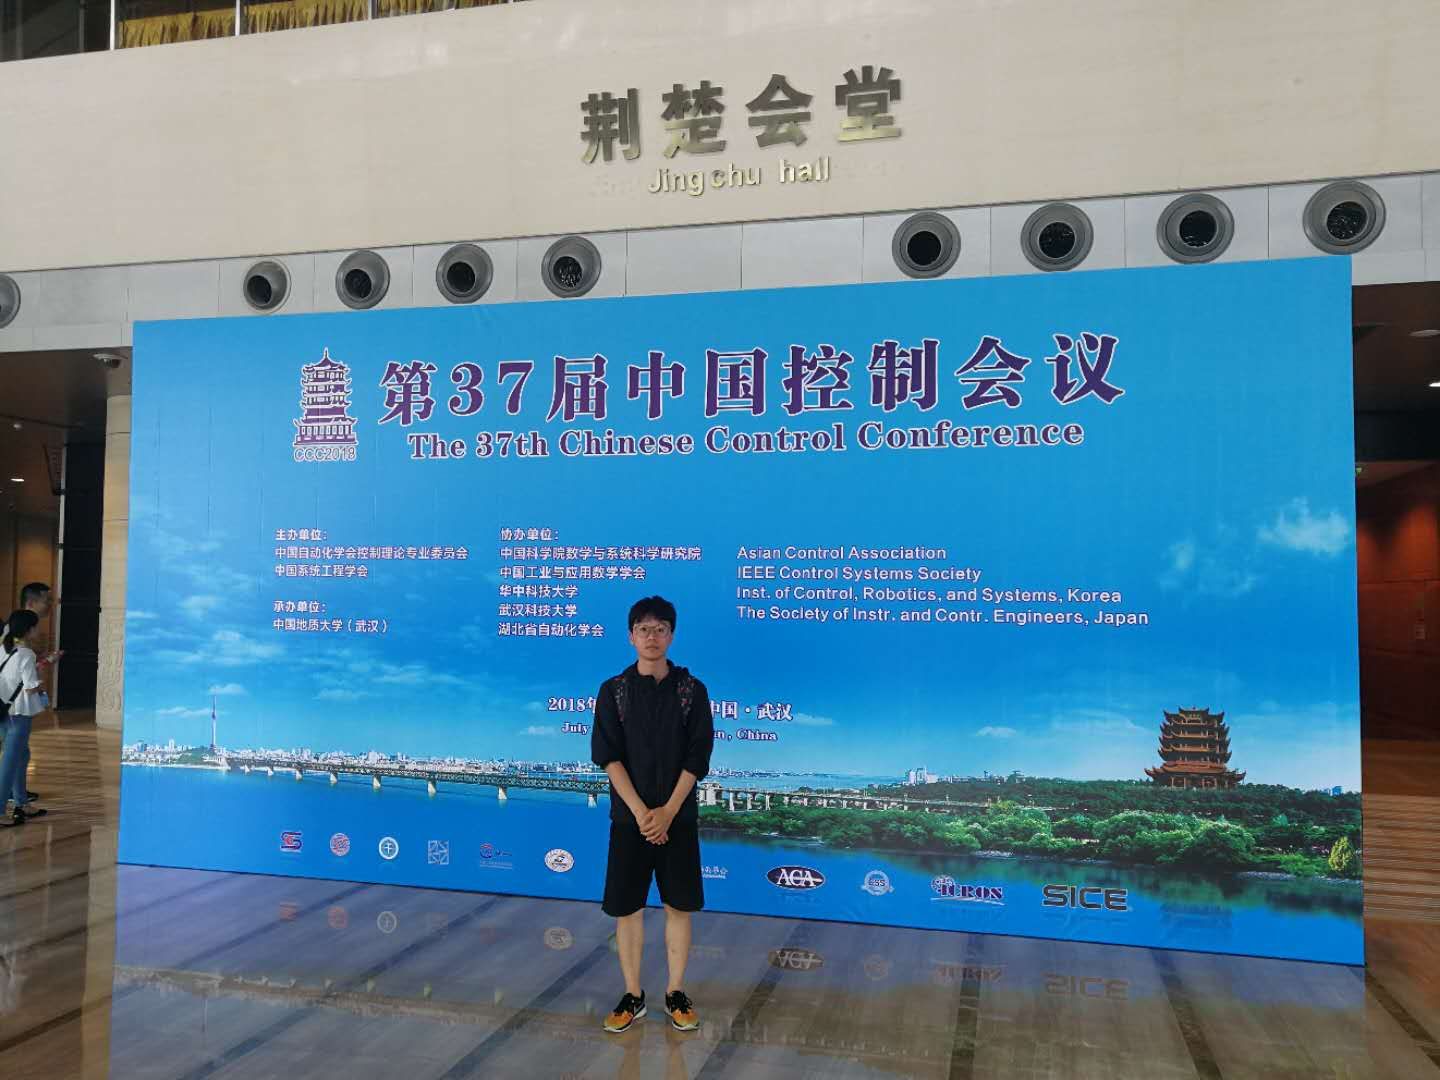 荆楚会堂
Jing chu hall
第37届中国控制会议
The 37th Chinese Control Conference
CCC2018
主办单位：
中国自动化学会控制理论专业委员会
中国系统工程学会
承办单位：
中国地质大学（武汉）
协办单位：
中国科学院数学与系统科学研究院
中国工业与应用数学学会
华中科技大学
武汉科技大学
湖北省自动化学会
Asian Control Association
IEEE Control Systems Society
Inst. of Control, Robotics, and Systems, Korea
The Society of Instr. and Contr. Engineers, Japan
2018年 中国·武汉
July , China
ACA
ICROS
SICE